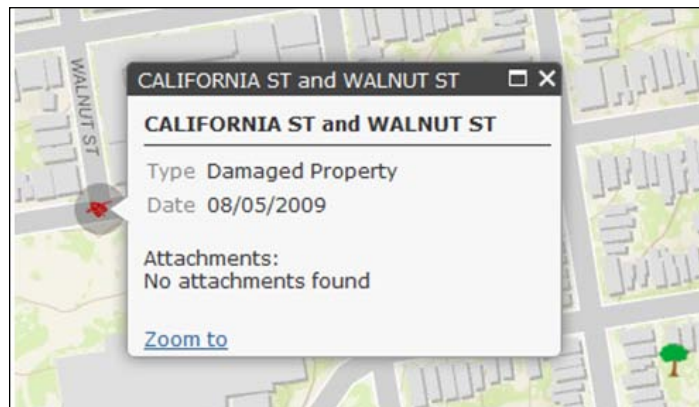 WALNUT ST
CALIFORNIA ST and WALNUT ST
CALIFORNIA ST and WALNUT ST
Type Damaged Property
Date 08/05/2009
Attachments:
No attachments found
Zoom to